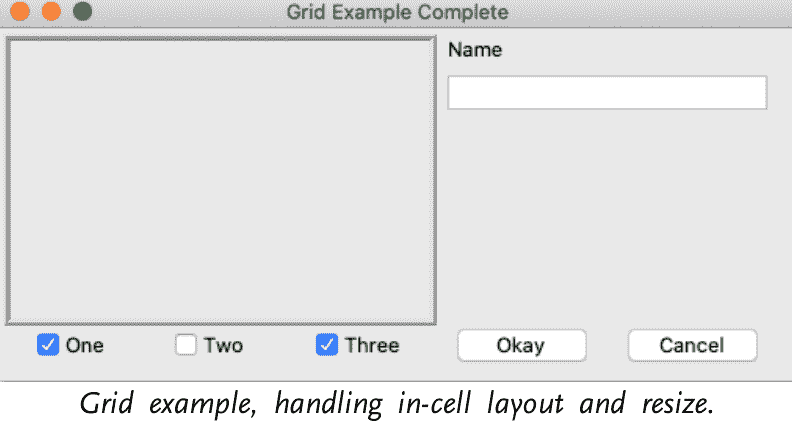 Grid Example Complete
Name
One Two Three Okay Cancel
Grid example, handling in-cell layout and resize.